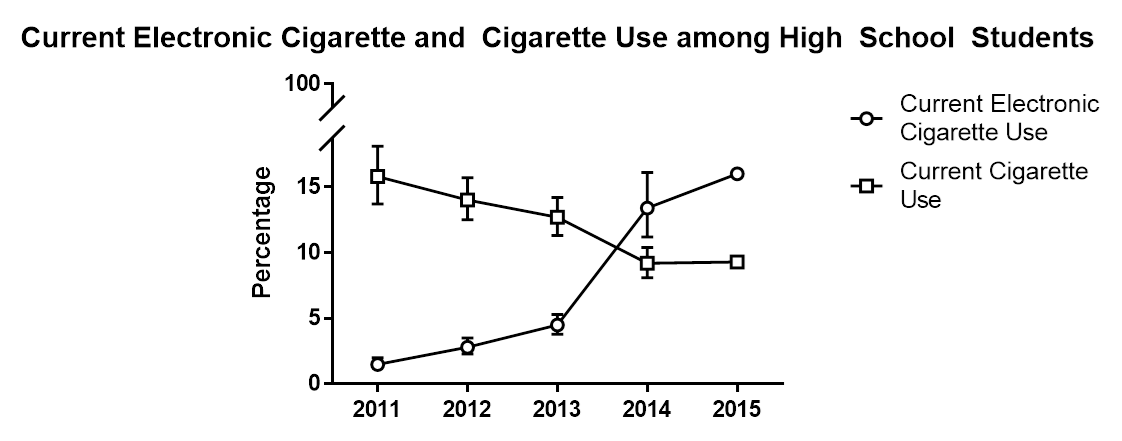 Current Electronic Cigarette and Cigarette Use among High School Students
100
15
10
5
0
Percentage
2011 2012 2013 2014 2015
Current Electronic
Cigarette Use
Current Cigarette
Use